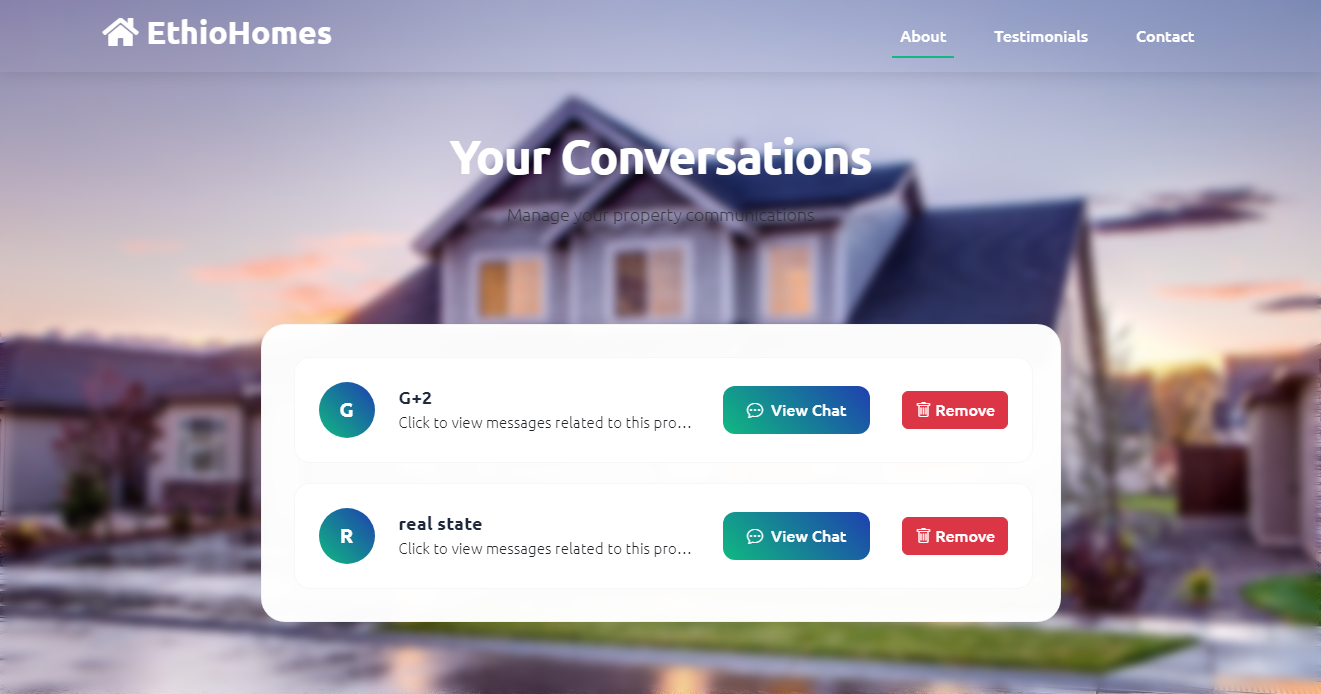 EthioHomes
About Testimonials Contact
Your Conversations
Manage your property communications
G
G+2
Click to view messages related to this pro...
View Chat
Remove
R
real state
Click to view messages related to this pro...
View Chat
Remove